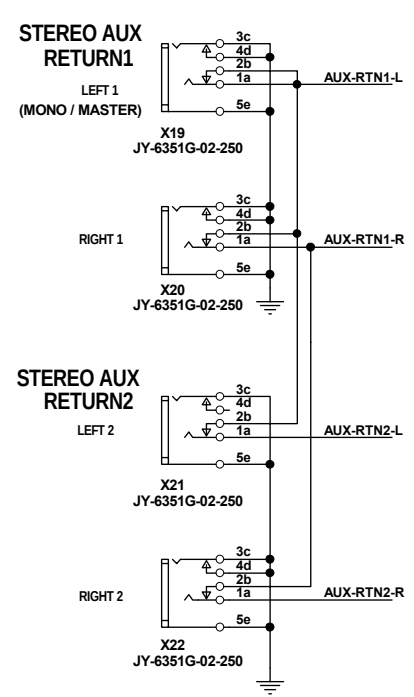 STEREO AUX
RETURN1
LEFT 1
(MONO / MASTER)
3c
4d
2b
1a
5e
AUX-RTN1-L
X19
JY-6351G-02-250
RIGHT 1
3c
4d
2b
1a
5e
AUX-RTN1-R
X20
JY-6351G-02-250
STEREO AUX
RETURN2
LEFT 2
3c
4d
2b
1a
5e
AUX-RTN2-L
X21
JY-6351G-02-250
RIGHT 2
3c
4d
2b
1a
5e
AUX-RTN2-R
X22
JY-6351G-02-250